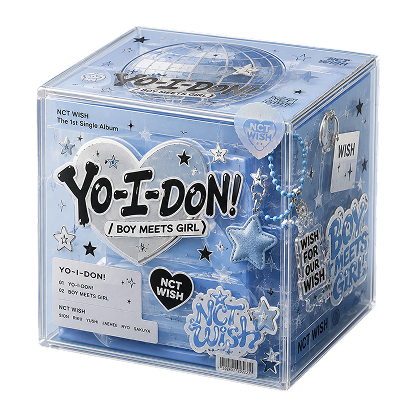 YO-I-DON!
/ BOY MEETS GIRL /
NCT WISH
The 1st Single Album
NCT
WISH
WISH
YO-I-DON!
/ BOY MEETS GIRL ⟩
WISH
FOR
OUR
WISH
BOY
MEETS
GIRL
YO-I-DON!
01 YO-I-DON!
02 BOY MEETS GIRL
NCT WISH
SION RIKU YUSHI JAEHEE RYO SAKUYA
NCT
WISH
NCT
WISH
NCT WISH